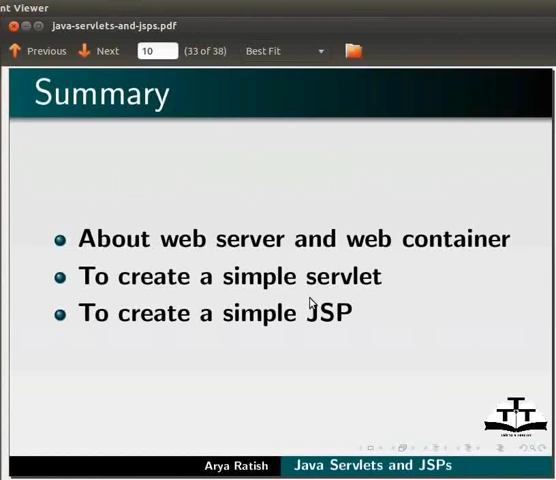 nt Viewer
java-servlets-and-jsps.pdf
Previous Next 10 (33 of 38) Best Fit
Summary
About web server and web container
To create a simple servlet
To create a simple JSP
Arya Ratish Java Servlets and JSPs